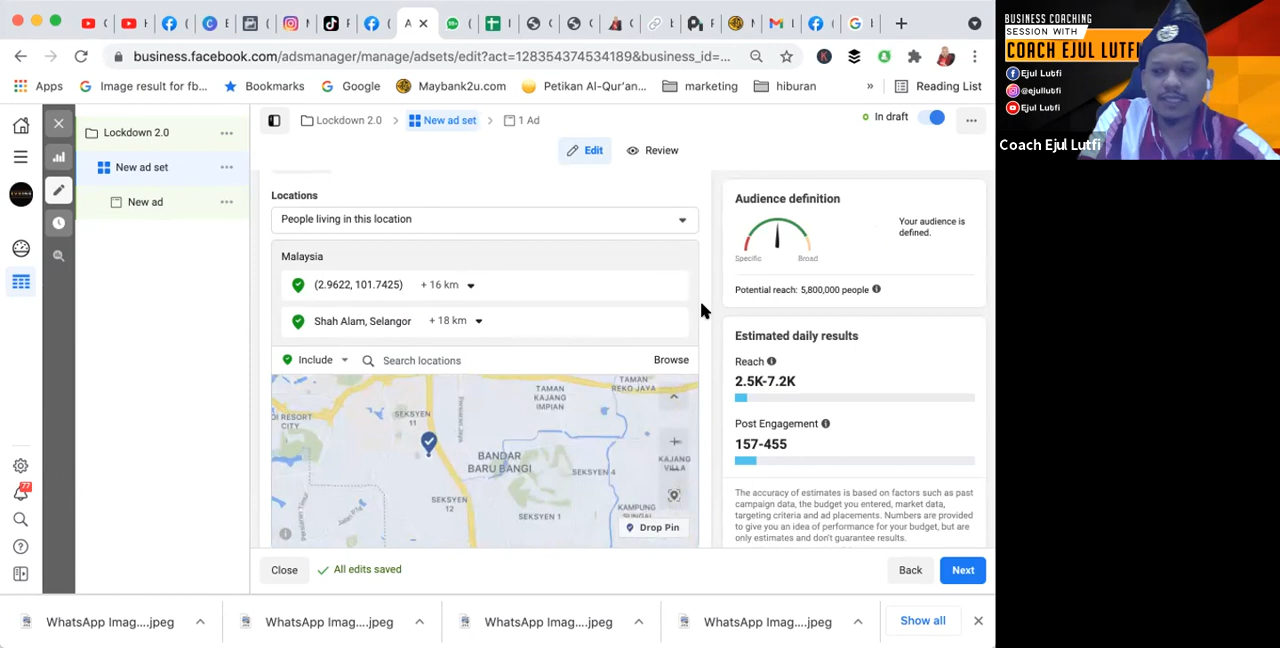 business.facebook.com/adsmanager/manage/adsets/edit?act=128354374534189&business_id=...
Apps
Image result for fb...
Bookmarks
Google
Maybank2u.com
Petikan Al-Qur'an...
marketing
hiburan
»
Reading List
Lockdown 2.0
New ad set
New ad
Lockdown 2.0
New ad set
1 Ad
In draft
Edit
Review
Locations
People living in this location
Malaysia
(2.9622, 101.7425) + 16 km
Shah Alam, Selangor + 18 km
Include
Search locations
Browse
TAMAN KAJANG IMPIAN
TAMAN REKO JAYA
SEKSYEN 11
BANDAR BARU BANGI
SEKSYEN 4
KAJANG VILLA
SEKSYEN 12
SEKSYEN 1
Drop Pin
Audience definition
Your audience is defined.
Specific
Broad
Potential reach: 5,800,000 people
Estimated daily results
Reach
2.5K-7.2K
Post Engagement
157-455
The accuracy of estimates is based on factors such as past
campaign data, the budget you entered, market data,
targeting criteria and ad placements. Numbers are provided
to give you an idea of performance for your budget, but are
only estimates and don't guarantee results.
Close
All edits saved
Back
Next
77
WhatsApp Imag....jpeg
WhatsApp Imag....jpeg
WhatsApp Imag....jpeg
WhatsApp Imag....jpeg
Show all
BUSINESS COACHING
SESSION WITH
COACH EJUL LUTFI
Ejul Lutfi
@ejullutfi
Ejul Lutfi
Coach Ejul Lutfi